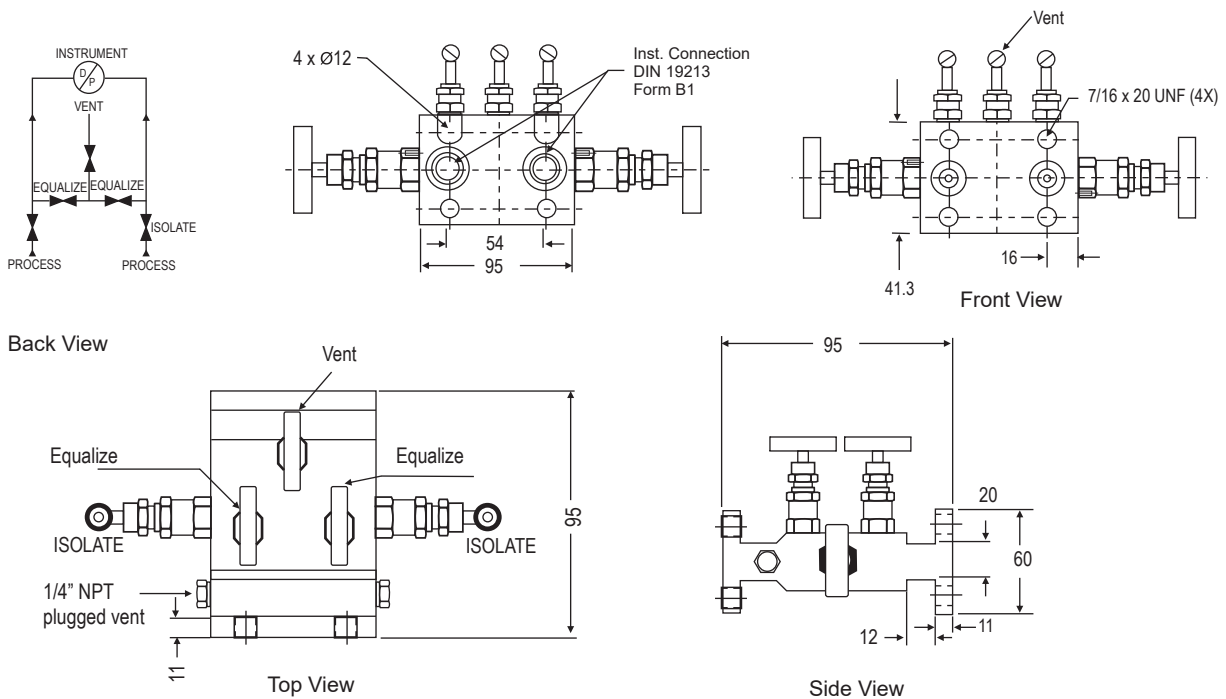 INSTRUMENT
D/P
VENT
EQUALIZE EQUALIZE
ISOLATE
PROCESS PROCESS
4 x Ø12
Inst. Connection
DIN 19213
Form B1
54
95
Back View
Vent
7/16 x 20 UNF (4X)
16
41.3
Front View
Vent
Equalize
Equalize
ISOLATE
ISOLATE
95
1/4” NPT
plugged vent
11
Top View
95
20
60
12
11
Side View